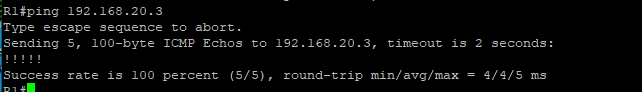 R1#ping 192.168.20.3
Type escape sequence to abort.
Sending 5, 100-byte ICMP Echos to 192.168.20.3, timeout is 2 seconds:
!!!!!
Success rate is 100 percent (5/5), round-trip min/avg/max = 4/4/5 ms
R1#